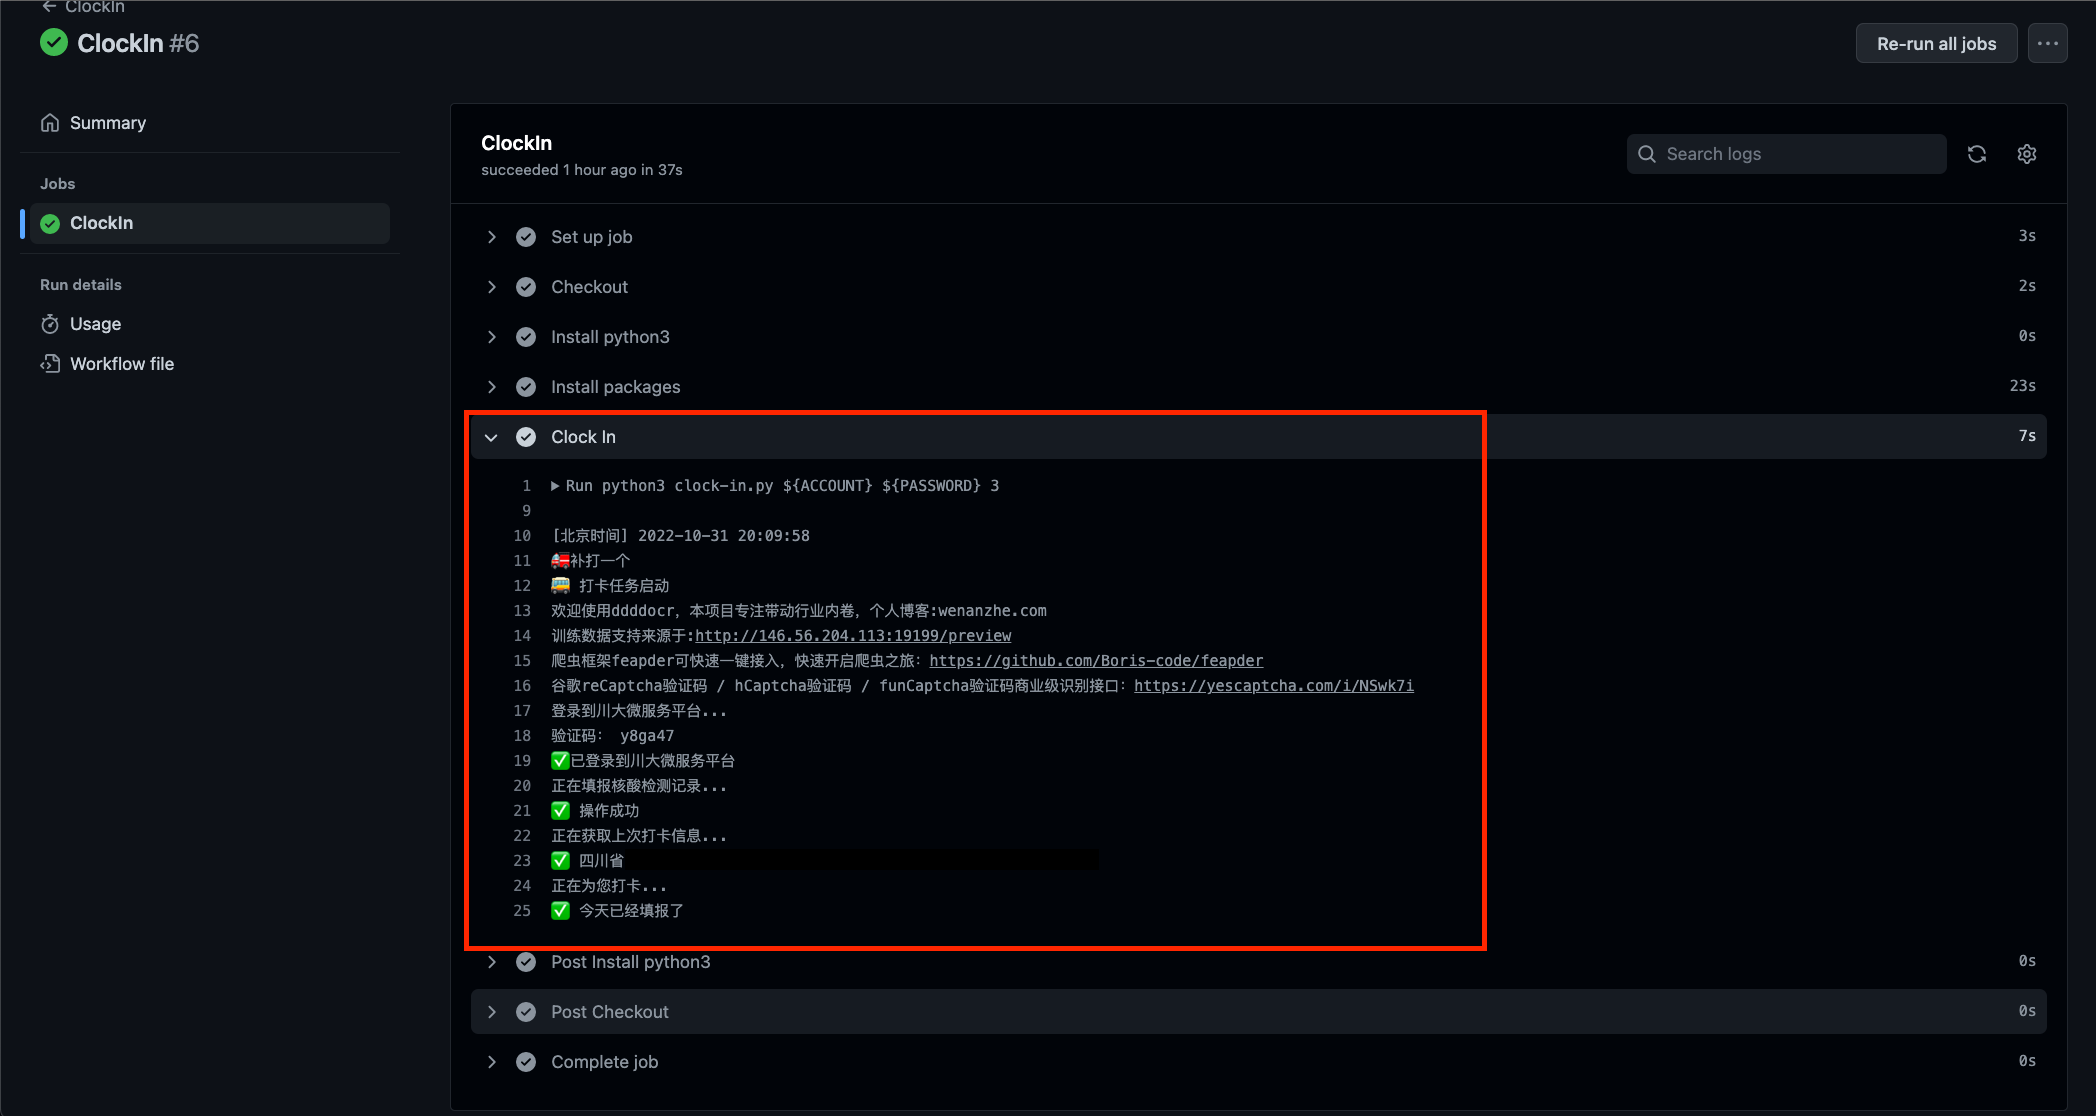 ClockIn
ClockIn #6
Re-run all jobs
Summary
Jobs
ClockIn
Run details
Usage
Workflow file
ClockIn
succeeded 1 hour ago in 37s
Search logs
Set up job 3s
Checkout 2s
Install python3 0s
Install packages 23s
Clock In 7s
1 Run python3 clock-in.py ${ACCOUNT} ${PASSWORD} 3
9
10 [北京时间] 2022-10-31 20:09:58
11 🚒补打一个
12 🚌 打卡任务启动
13 欢迎使用ddddocr，本项目专注带动行业内卷，个人博客:wenanzhe.com
14 训练数据支持来源于:http://146.56.204.113:19199/preview
15 爬虫框架feapder可快速一键接入，快速开启爬虫之旅：https://github.com/Boris-code/feapder
16 谷歌reCaptcha验证码 / hCaptcha验证码 / funCaptcha验证码商业级识别接口：https://yescaptcha.com/i/NSwk7i
17 登录到川大微服务平台...
18 验证码： y8ga47
19 ✅已登录到川大微服务平台
20 正在填报核酸检测记录...
21 ✅ 操作成功
22 正在获取上次打卡信息...
23 ✅ 四川省
24 正在为您打卡...
25 ✅ 今天已经填报了
Post Install python3 0s
Post Checkout 0s
Complete job 0s